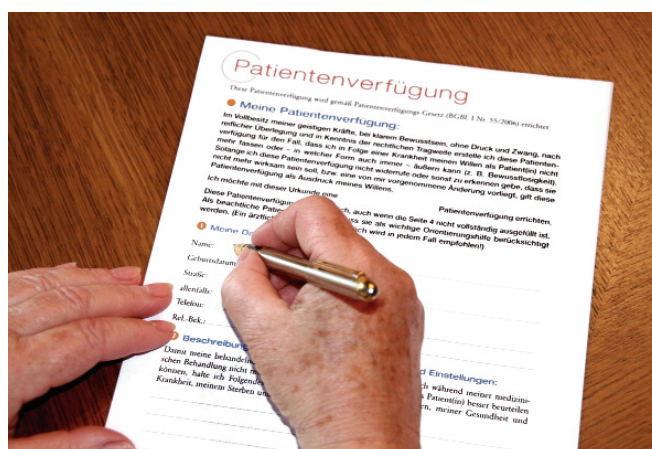 Patientenverfügung
Diese Patientenverfügung wird gemäß Patientenverfügungs-Gesetz (BGBl. I Nr. 55/2006) errichtet.
Meine Patientenverfügung:
Im Vollbesitz meiner geistigen Kräfte, bei klarem Bewusstsein, ohne Druck und Zwang, nach
reiflicher Überlegung und in Kenntnis der rechtlichen Tragweite erstelle ich diese Patienten-
verfügung für den Fall, dass ich in Folge einer Krankheit meinen Willen als Patient(in) nicht
mehr fassen oder – in welcher Form auch immer – äußern kann (z. B. Bewusstlosigkeit).
Solange ich diese Patientenverfügung nicht widerrufe oder sonst zu erkennen gebe, dass sie
nicht mehr wirksam sein soll, bzw. eine von mir vorgenommene Änderung vorliegt, gilt diese
Patientenverfügung als Ausdruck meines Willens.
Ich möchte mit dieser Urkunde eine Patientenverfügung errichten.
Diese Patientenverfügung auch, wenn die Seite 4 nicht vollständig ausgefüllt ist.
Als beachtliche dass sie als wichtige Orientierungshilfe berücksichtigt
werden. (Ein wird in jedem Fall empfohlen!)
Meine
Name:
Geburtsdatum
Straße:
allenfalls:
Telefon:
Rel.-Bek.:
Beschreibung Einstellungen:
Damit meine während meiner medizini-
schen Behandlung nicht Patient(in) besser beurteilen
können, halte ich meiner Gesundheit und
Krankheit, meinem Sterben